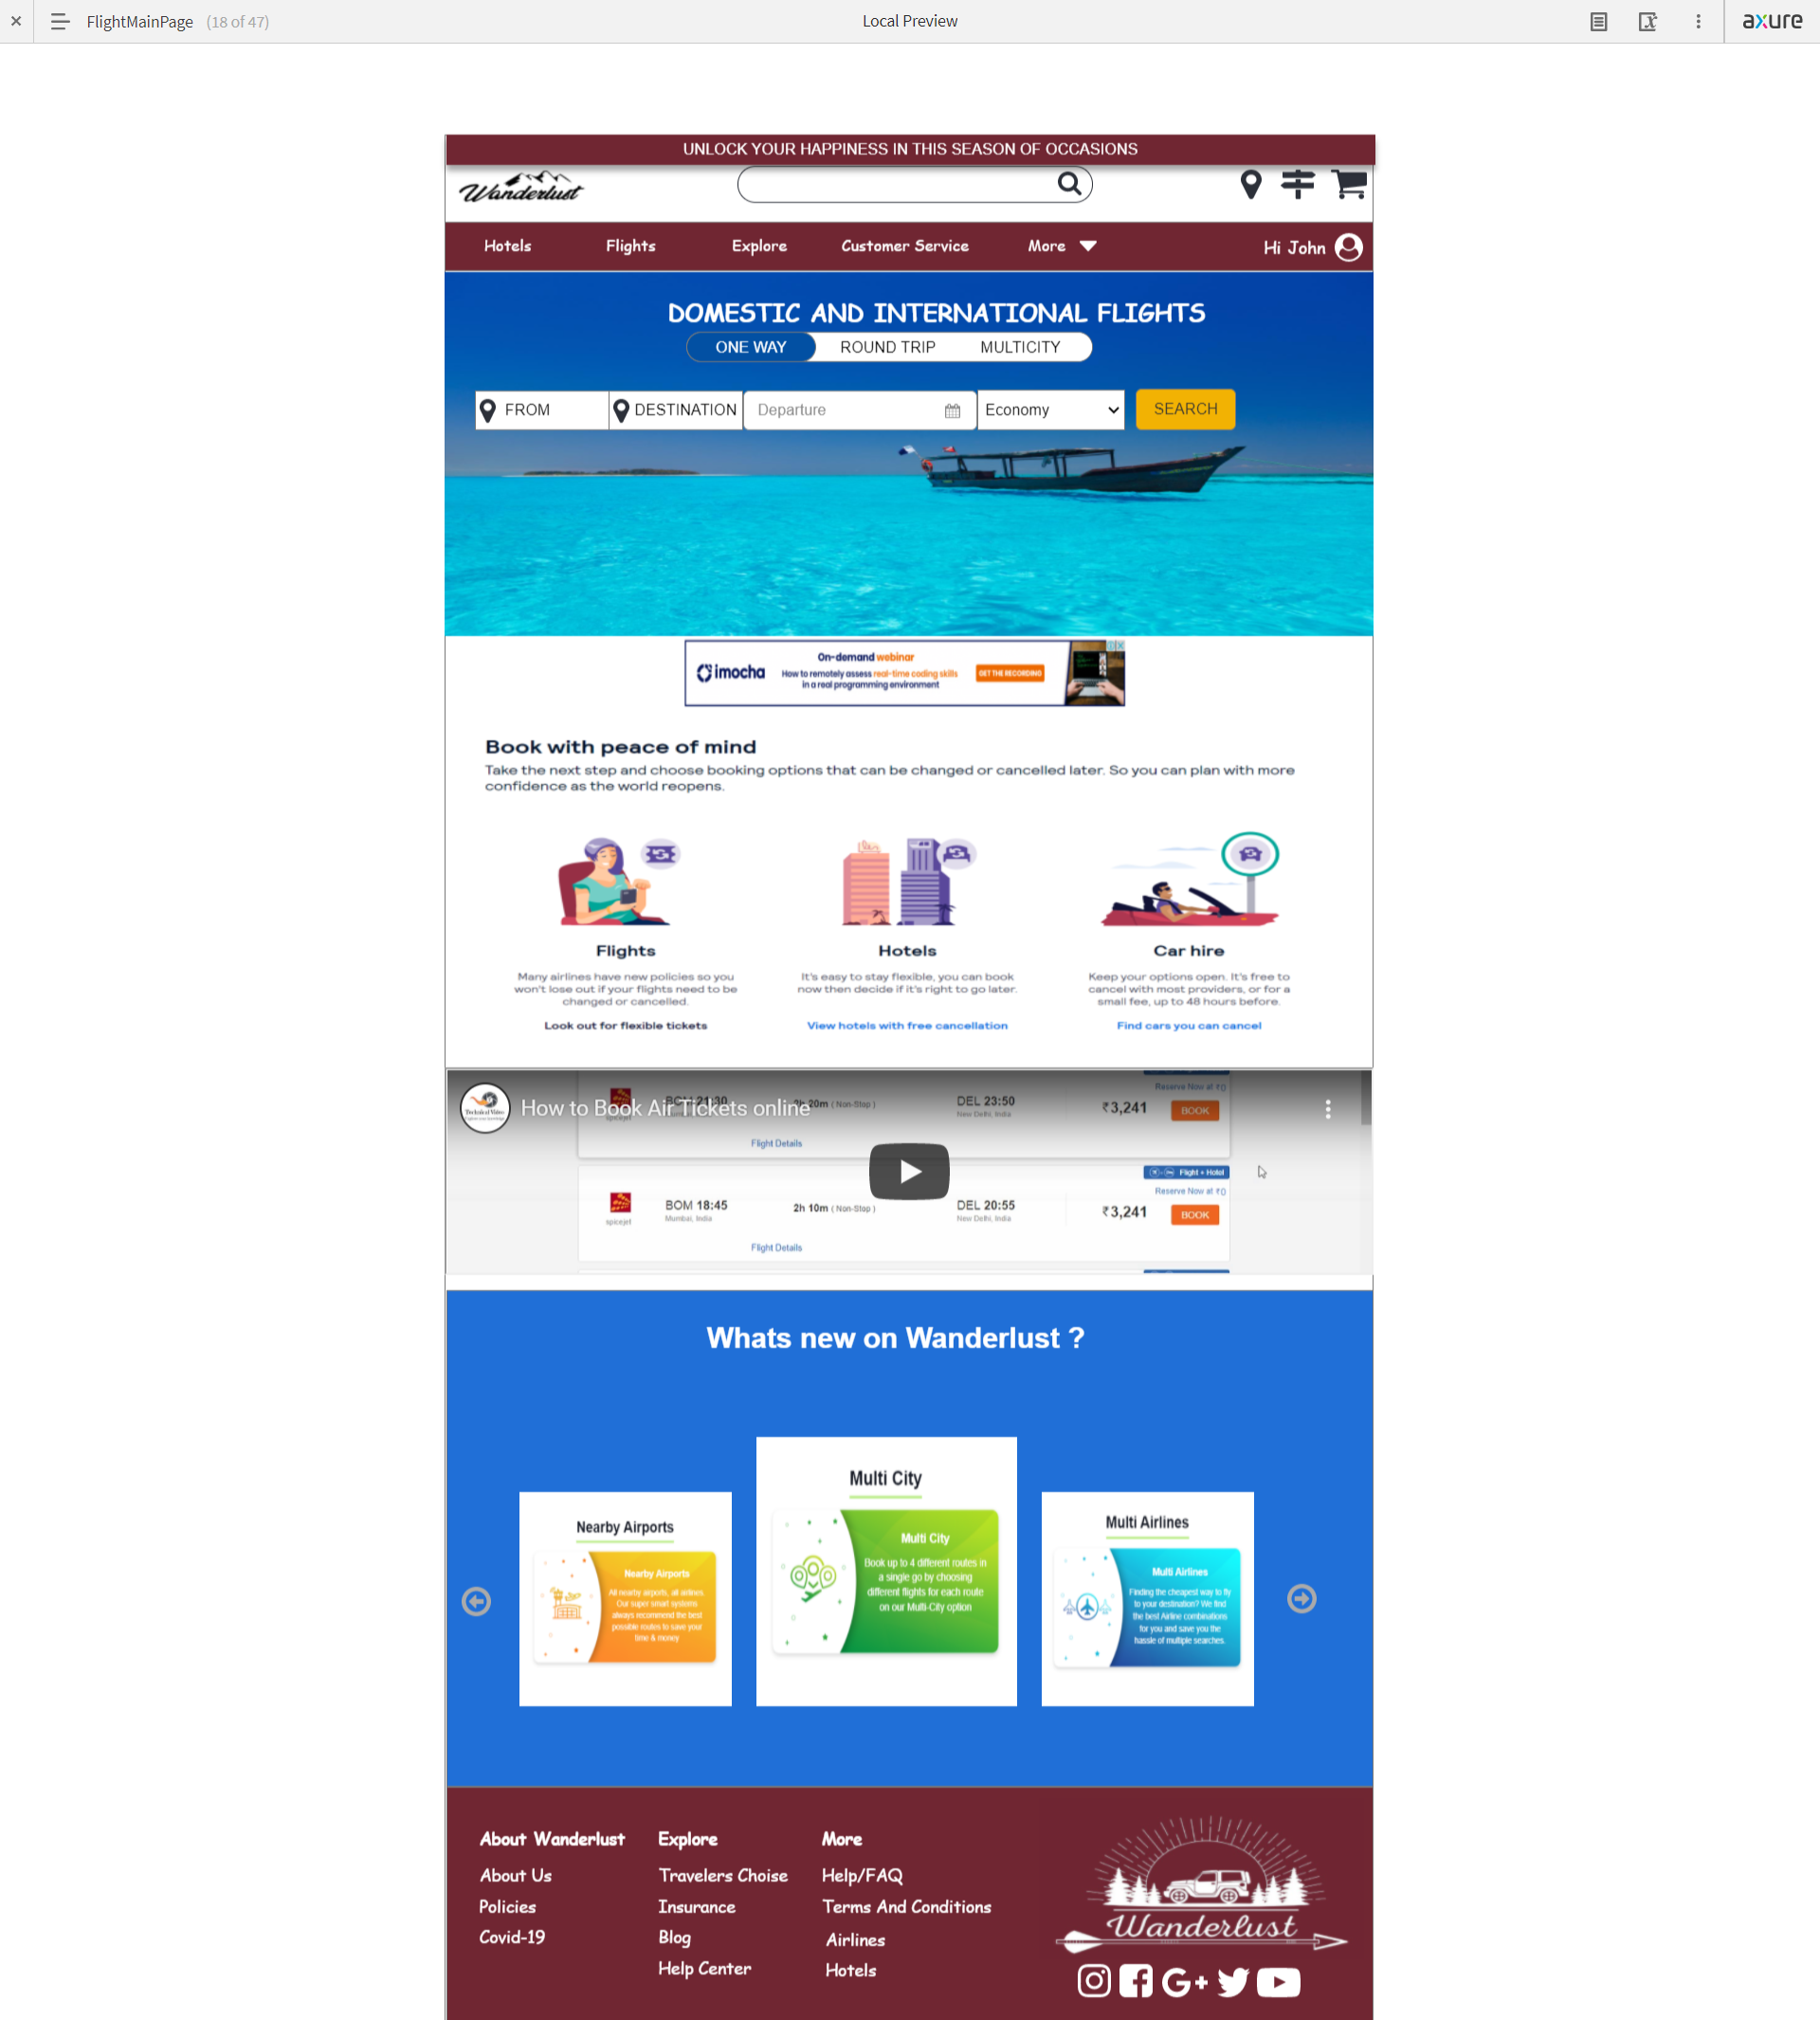 FlightMainPage (18 of 47)
Local Preview
axure
UNLOCK YOUR HAPPINESS IN THIS SEASON OF OCCASIONS
Wanderlust
Hotels
Flights
Explore
Customer Service
More
Hi John
DOMESTIC AND INTERNATIONAL FLIGHTS
ONE WAY
ROUND TRIP
MULTICITY
FROM
DESTINATION
Departure
Economy
SEARCH
imocha
On-demand webinar
How to remotely assess real-time coding skills
in a real programming environment
GET THE RECORDING
Book with peace of mind
Take the next step and choose booking options that can be changed or cancelled later. So you can plan with more
confidence as the world reopens.
Flights
Many airlines have new policies so you
won't lose out if your flights need to be
changed or cancelled.
Look out for flexible tickets
Hotels
It's easy to stay flexible, you can book
now then decide if it's right to go later.
View hotels with free cancellation
Car hire
Keep your options open. It's free to
cancel with most providers, or for a
small fee, up to 48 hours before.
Find cars you can cancel
How to Book Air Tickets online
Reserve Now at ₹0
BOM 21:30
2h 20m ( Non-Stop )
DEL 23:50
New Delhi, India
₹3,241
BOOK
spicejet
Flight Details
Flight + Hotel
Reserve Now at ₹0
BOM 18:45
Mumbai, India
2h 10m ( Non-Stop )
DEL 20:55
New Delhi, India
₹3,241
BOOK
spicejet
Flight Details
Whats new on Wanderlust ?
Nearby Airports
Nearby Airports
All nearby airports, all airlines
Our super smart systems
always recommend the best
possible routes to save your
time & money
Multi City
Multi City
Book up to 4 different routes in
a single go by choosing
different flights for each route
on our Multi-City option
Multi Airlines
Multi Airlines
Finding the cheapest way to fly
to your destination? We find
the best Airline combinations
for you and save you the
hassle of multiple searches.
About Wanderlust
About Us
Policies
Covid-19
Explore
Travelers Choise
Insurance
Blog
Help Center
More
Help/FAQ
Terms And Conditions
Airlines
Hotels
Wanderlust